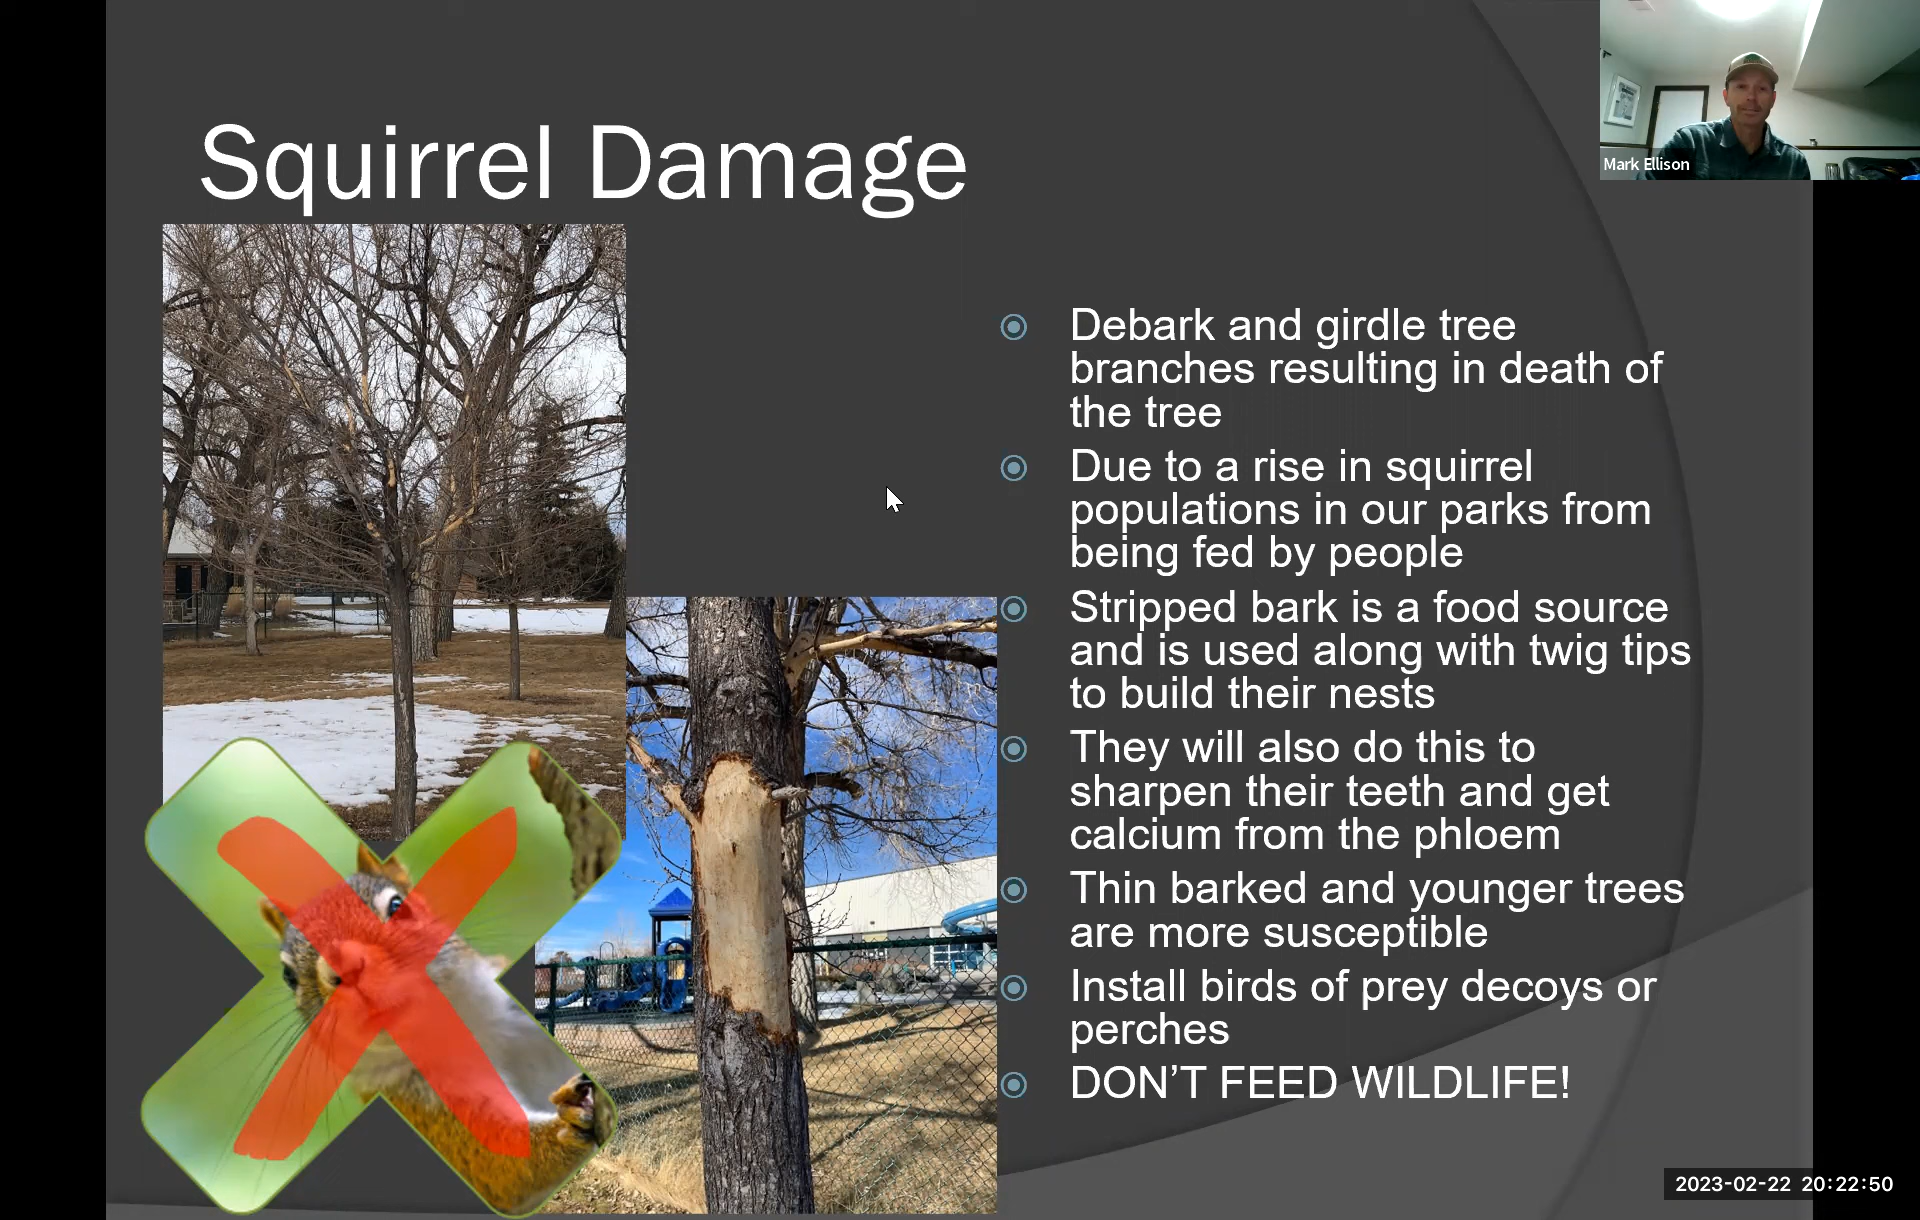 Squirrel Damage
Mark Ellison
Debark and girdle tree
branches resulting in death of
the tree
Due to a rise in squirrel
populations in our parks from
being fed by people
Stripped bark is a food source
and is used along with twig tips
to build their nests
They will also do this to
sharpen their teeth and get
calcium from the phloem
Thin barked and younger trees
are more susceptible
Install birds of prey decoys or
perches
DON’T FEED WILDLIFE!
2023-02-22 20:22:50